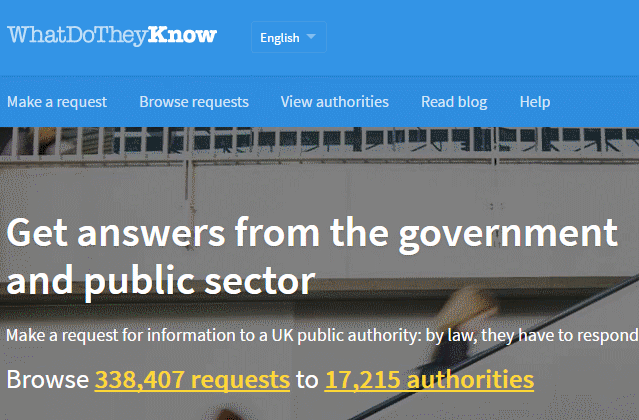 WhatDoTheyKnow
English
Make a request
Browse requests
View authorities
Read blog
Help
Get answers from the government
and public sector
Make a request for information to a UK public authority: by law, they have to respond
Browse 338,407 requests to 17,215 authorities